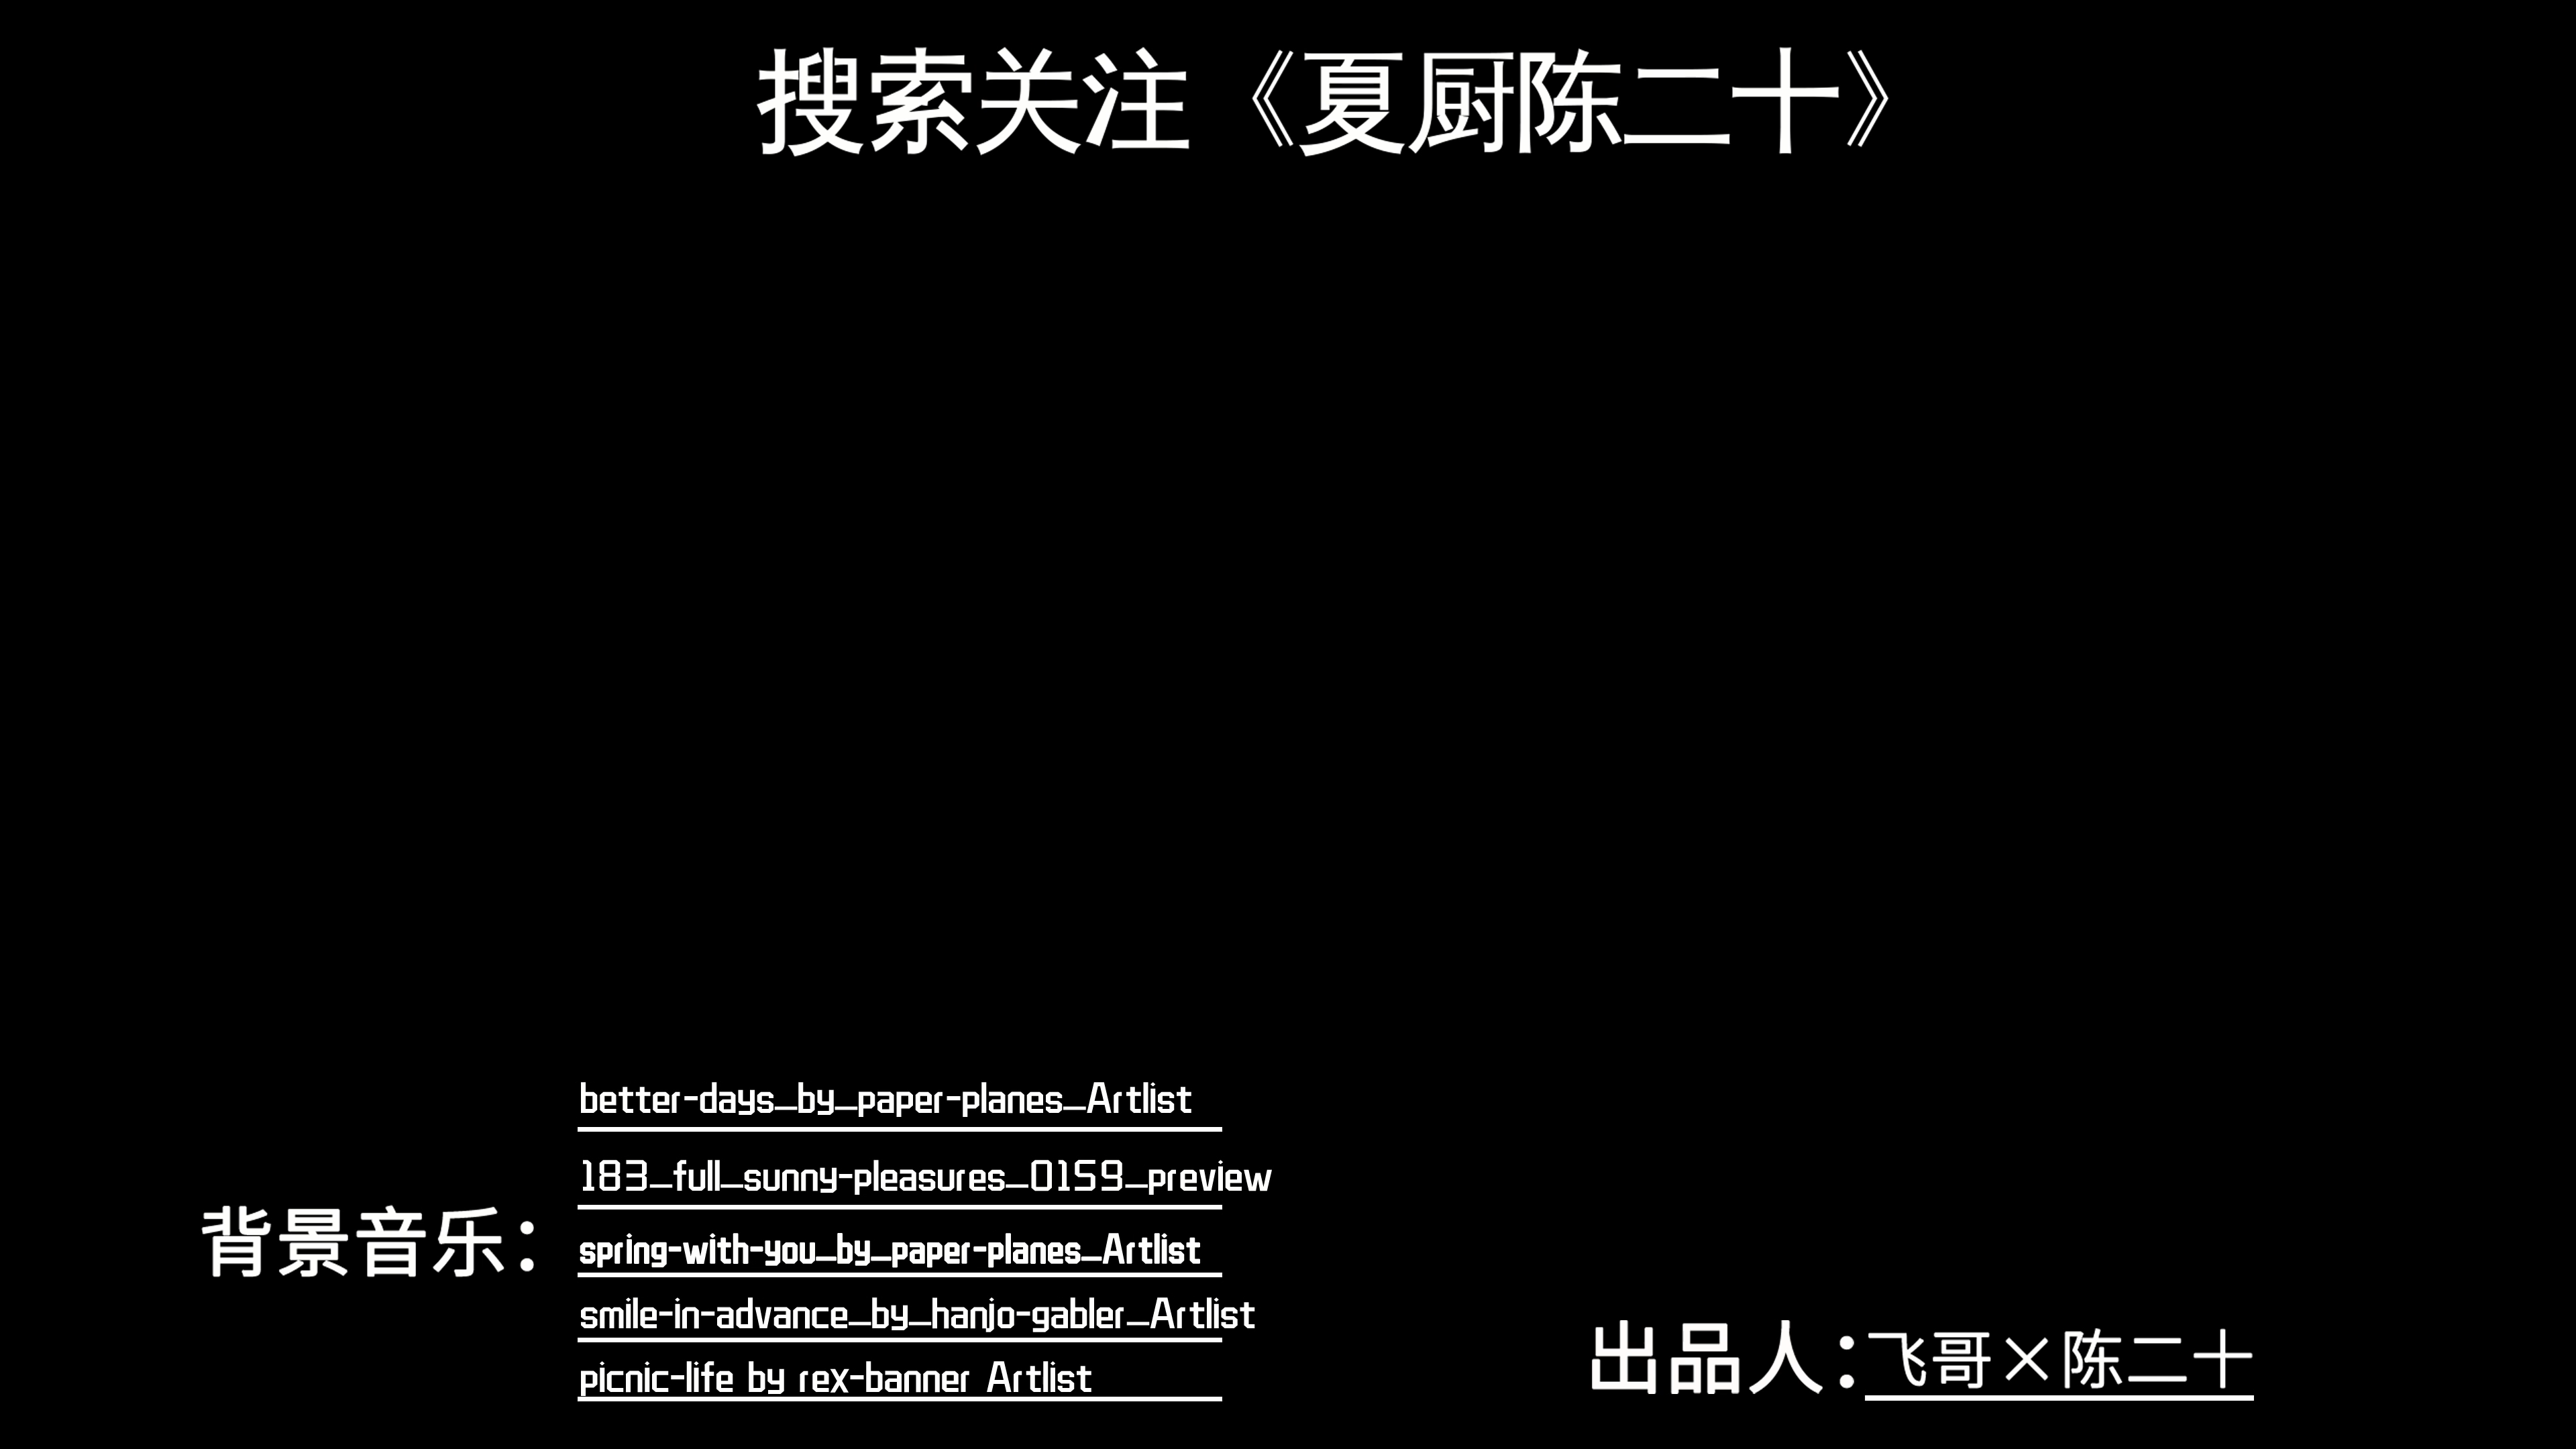 搜索关注《夏厨陈二十》
better-days_by_paper-planes_Artlist
183_full_sunny-pleasures_0159_preview
背景音乐：
spring-with-you_by_paper-planes_Artlist
smile-in-advance_by_hanjo-gabler_Artlist
picnic-life by rex-banner Artlist
出品人：飞哥×陈二十